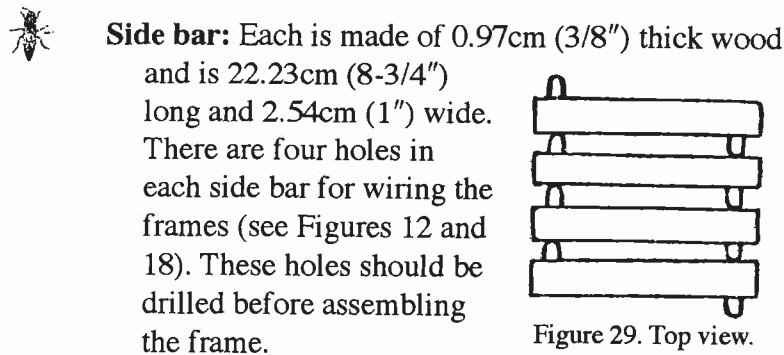 Side bar: Each is made of 0.97cm (3/8″) thick wood
and is 22.23cm (8-3/4″)
long and 2.54cm (1″) wide.
There are four holes in
each side bar for wiring the
frames (see Figures 12 and
18). These holes should be
drilled before assembling
the frame.
Figure 29. Top view.